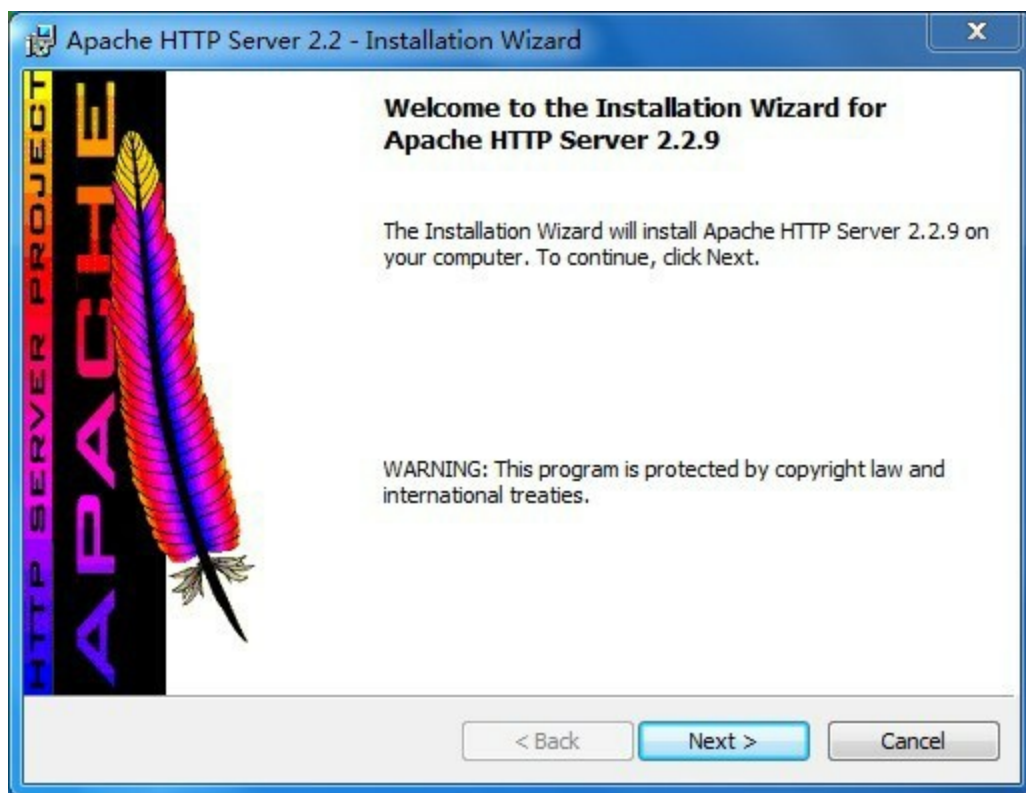 Apache HTTP Server 2.2 - Installation Wizard
X
HTTP SERVER PROJECT
APACHE
Welcome to the Installation Wizard for
Apache HTTP Server 2.2.9
The Installation Wizard will install Apache HTTP Server 2.2.9 on
your computer. To continue, click Next.
WARNING: This program is protected by copyright law and
international treaties.
< Back
Next >
Cancel